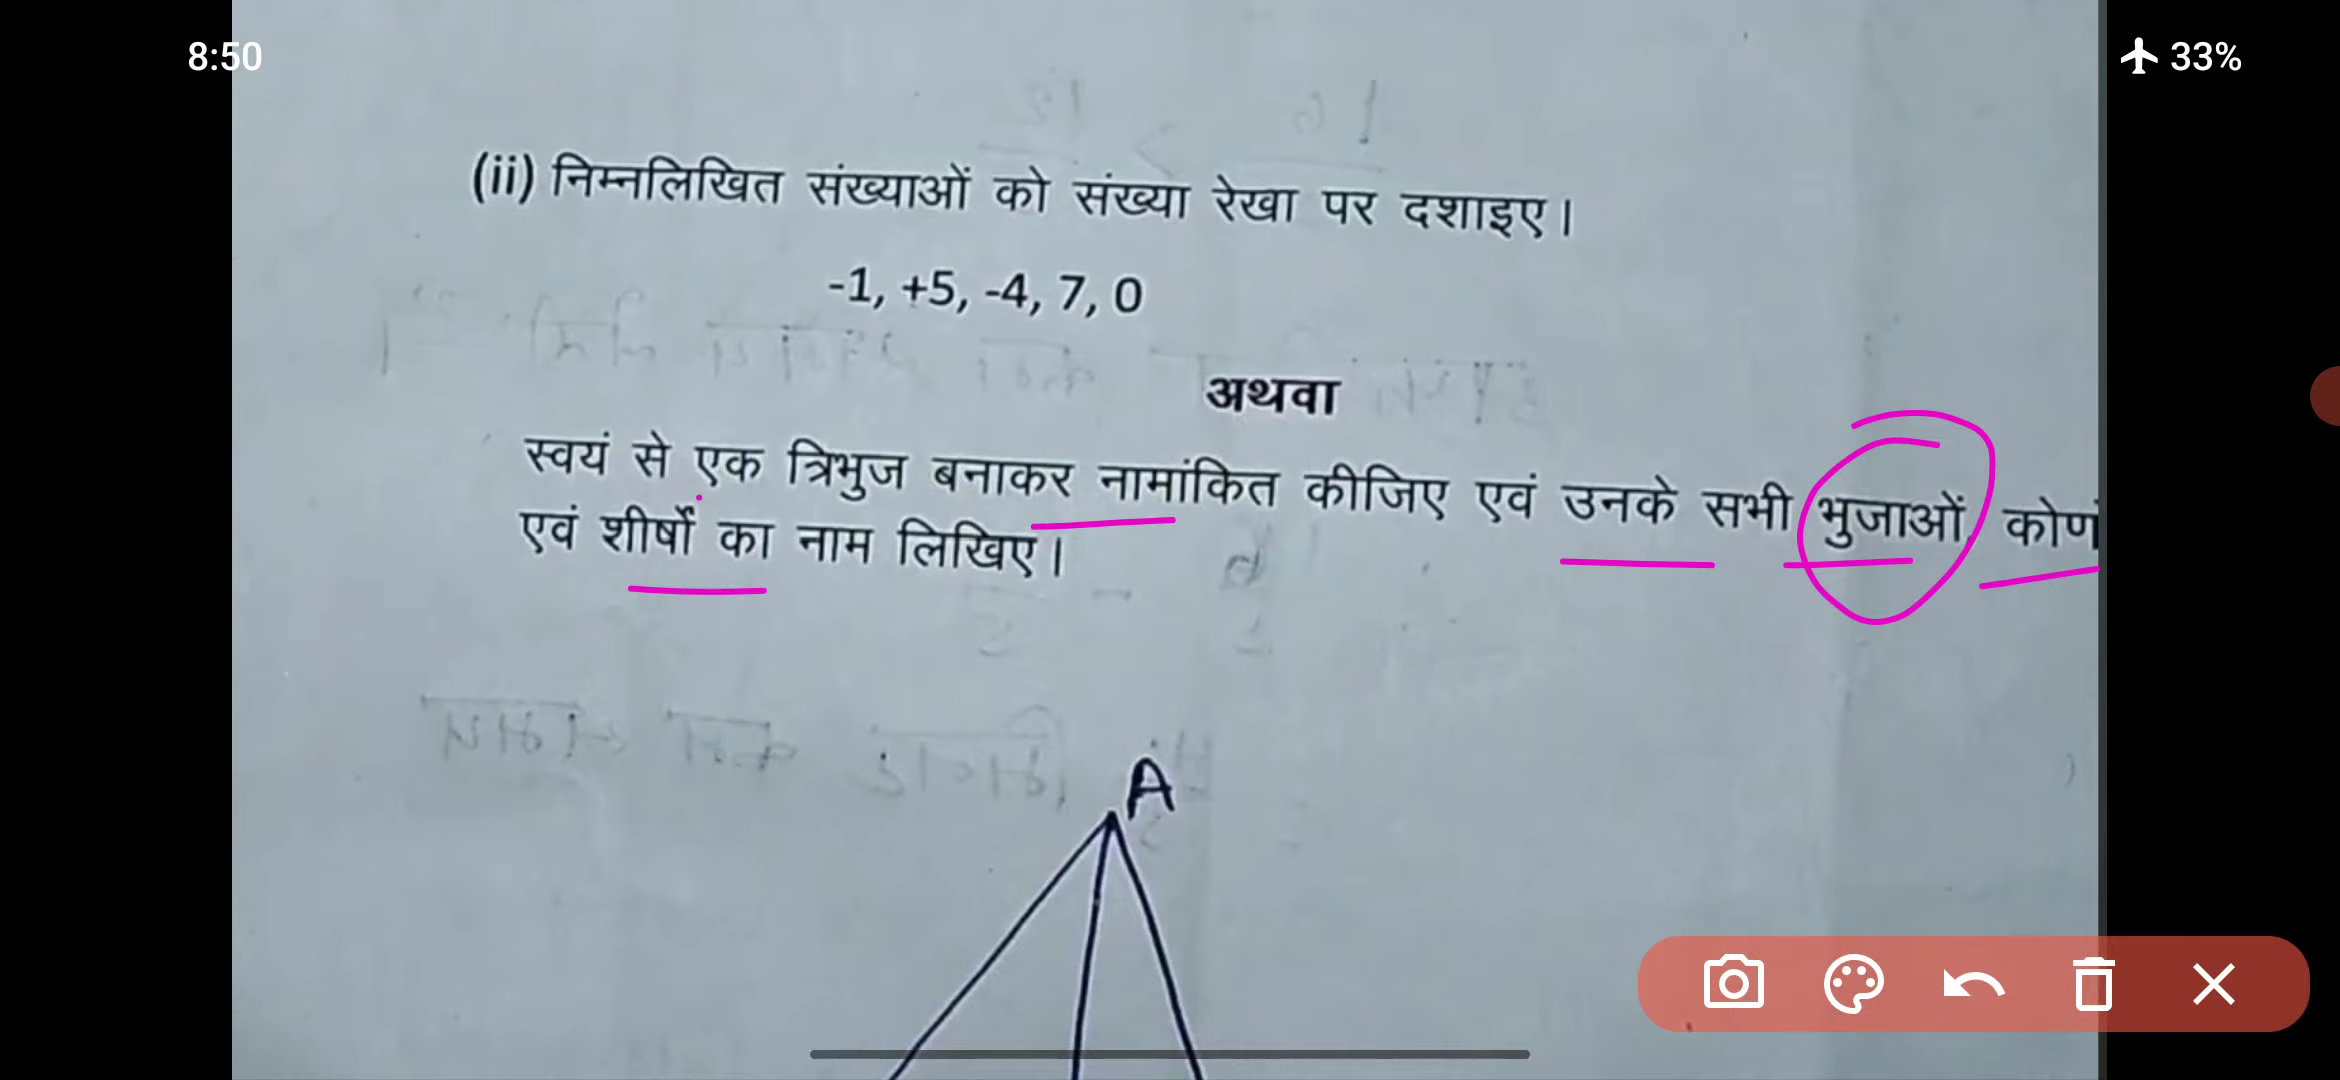 8:50
33%
(ii) निम्नलिखित संख्याओं को संख्या रेखा पर दशाइए।
-1, +5, -4, 7, 0
अथवा
स्वयं से एक त्रिभुज बनाकर नामांकित कीजिए एवं उनके सभी भुजाओं, कोणों
एवं शीर्षो का नाम लिखिए।
A